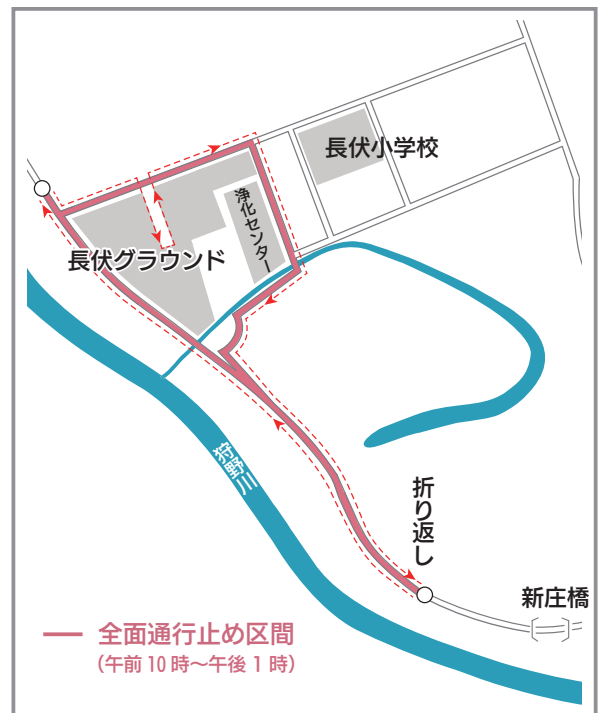 長伏小学校
浄化センター
長伏グラウンド
狩野川
折り返し
新庄橋
全面通行止め区間
(午前10時~午後1時)